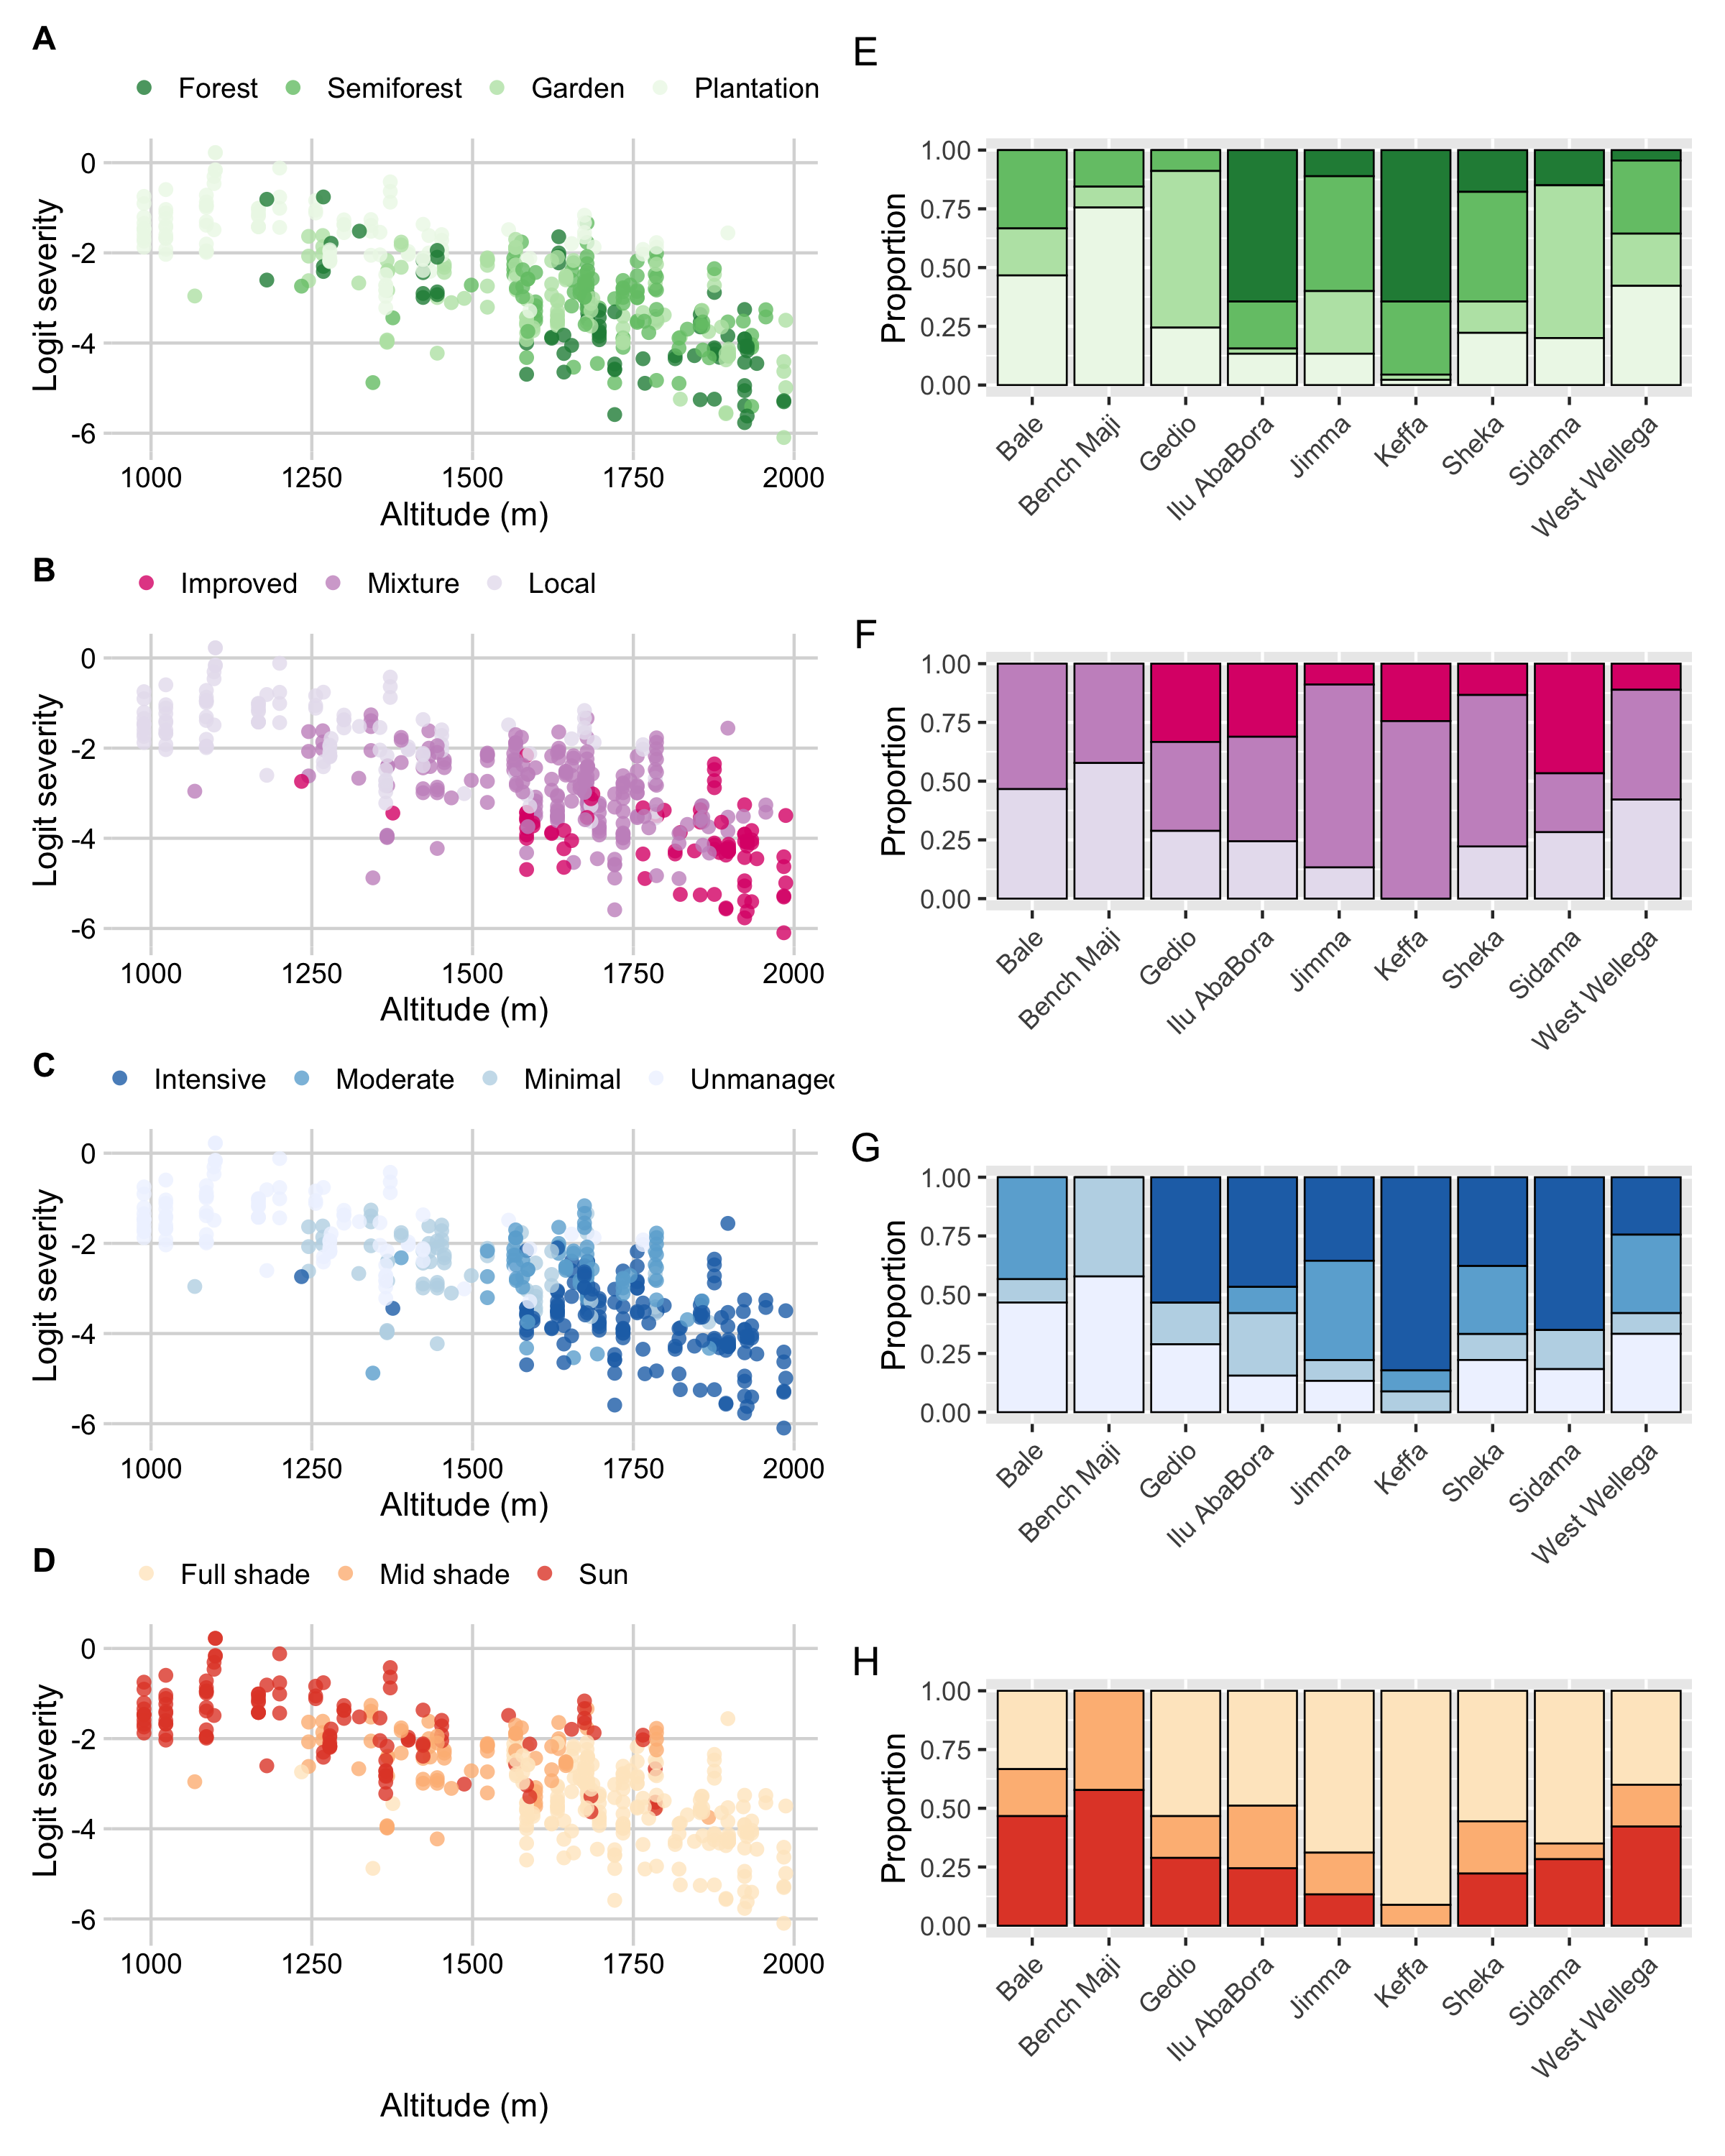 A
Forest Semiforest Garden Plantation
0
-2
-4
-6
Logit severity
1000 1250 1500 1750 2000
Altitude (m)
E
1.00
0.75
0.50
0.25
0.00
Proportion
Bale Bench Maji Gedio Ilu AbaBora Jimma Keffa Sheka Sidama West Wellega
B
Improved Mixture Local
0
-2
-4
-6
Logit severity
1000 1250 1500 1750 2000
Altitude (m)
F
1.00
0.75
0.50
0.25
0.00
Proportion
Bale Bench Maji Gedio Ilu AbaBora Jimma Keffa Sheka Sidama West Wellega
C
Intensive Moderate Minimal Unmanaged
0
-2
-4
-6
Logit severity
1000 1250 1500 1750 2000
Altitude (m)
G
1.00
0.75
0.50
0.25
0.00
Proportion
Bale Bench Maji Gedio Ilu AbaBora Jimma Keffa Sheka Sidama West Wellega
D
Full shade Mid shade Sun
0
-2
-4
-6
Logit severity
1000 1250 1500 1750 2000
Altitude (m)
H
1.00
0.75
0.50
0.25
0.00
Proportion
Bale Bench Maji Gedio Ilu AbaBora Jimma Keffa Sheka Sidama West Wellega